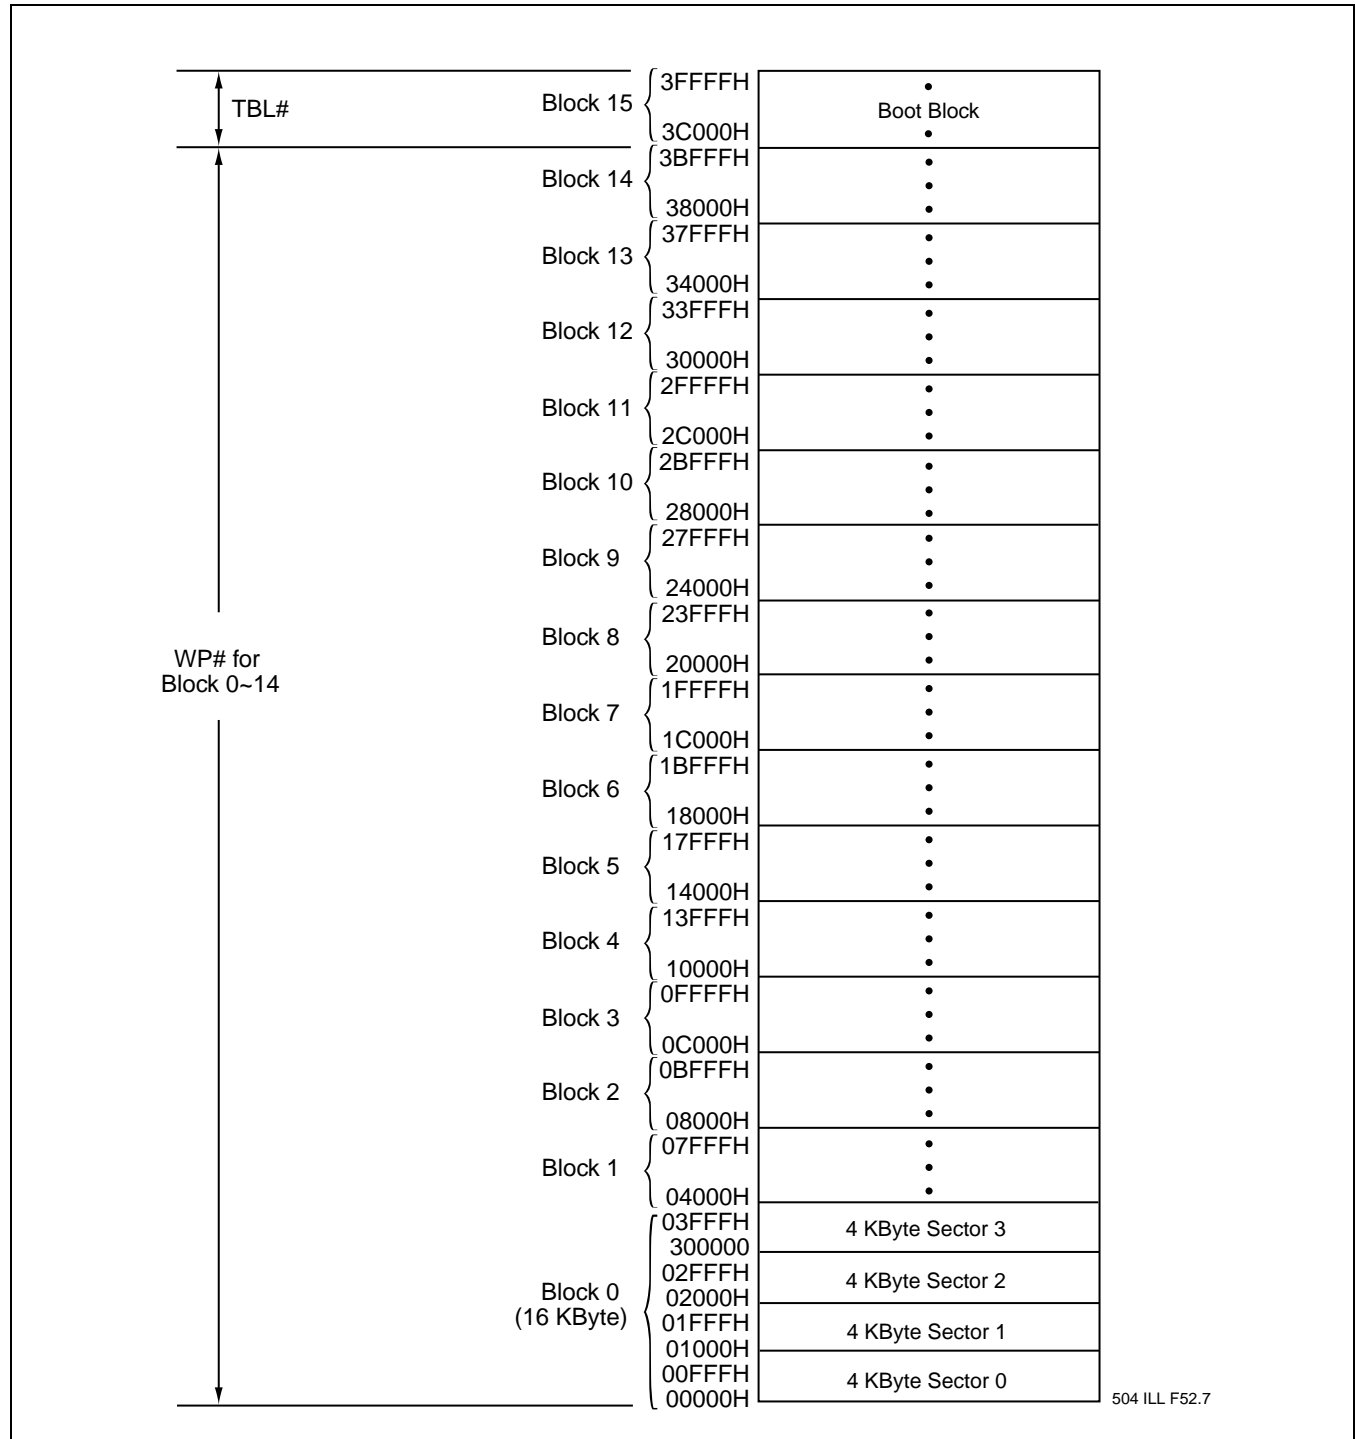 TBL#
Block 15
3FFFFH
3C000H
Boot Block
Block 14
3BFFFH
38000H
Block 13
37FFFH
34000H
Block 12
33FFFH
30000H
Block 11
2FFFFH
2C000H
Block 10
2BFFFH
28000H
Block 9
27FFFH
24000H
WP# for
Block 0~14
Block 8
23FFFH
20000H
Block 7
1FFFFH
1C000H
Block 6
1BFFFH
18000H
Block 5
17FFFH
14000H
Block 4
13FFFH
10000H
Block 3
0FFFFH
0C000H
Block 2
0BFFFH
08000H
Block 1
07FFFH
04000H
Block 0
(16 KByte)
03FFFH
300000
4 KByte Sector 3
02FFFH
02000H
4 KByte Sector 2
01FFFH
01000H
4 KByte Sector 1
00FFFH
00000H
4 KByte Sector 0
504 ILL F52.7